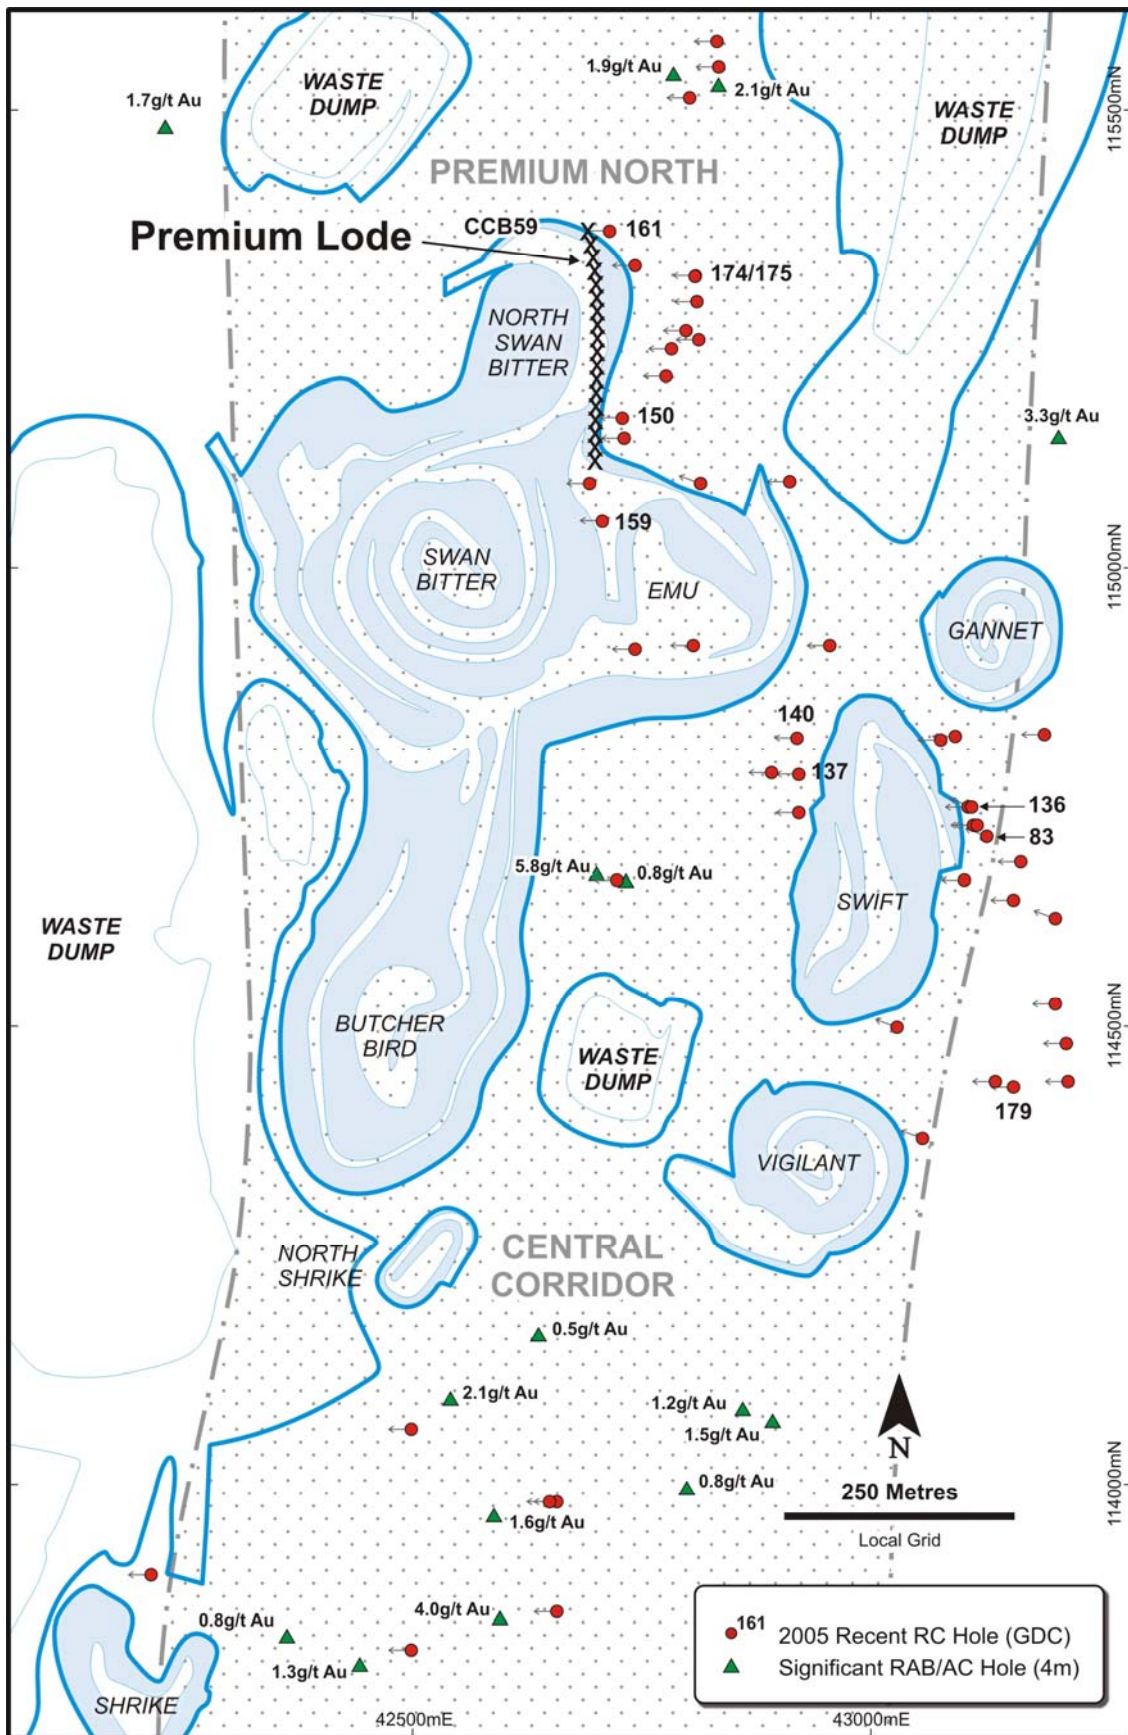 WASTE
DUMP
1.7g/t Au
1.9g/t Au
2.1g/t Au
WASTE
DUMP
115500mN
PREMIUM NORTH
CCB59
161
Premium Lode
174/175
NORTH
SWAN
BITTER
150
3.3g/t Au
159
SWAN
BITTER
EMU
115000mN
GANNET
140
137
136
83
5.8g/t Au
0.8g/t Au
SWIFT
WASTE
DUMP
BUTCHER
BIRD
WASTE
DUMP
114500mN
179
VIGILANT
NORTH
SHRIKE
CENTRAL
CORRIDOR
0.5g/t Au
2.1g/t Au
1.2g/t Au
1.5g/t Au
N
0.8g/t Au
250 Metres
Local Grid
114000mN
1.6g/t Au
4.0g/t Au
0.8g/t Au
1.3g/t Au
SHRIKE
161
2005 Recent RC Hole (GDC)
Significant RAB/AC Hole (4m)
42500mE
43000mE